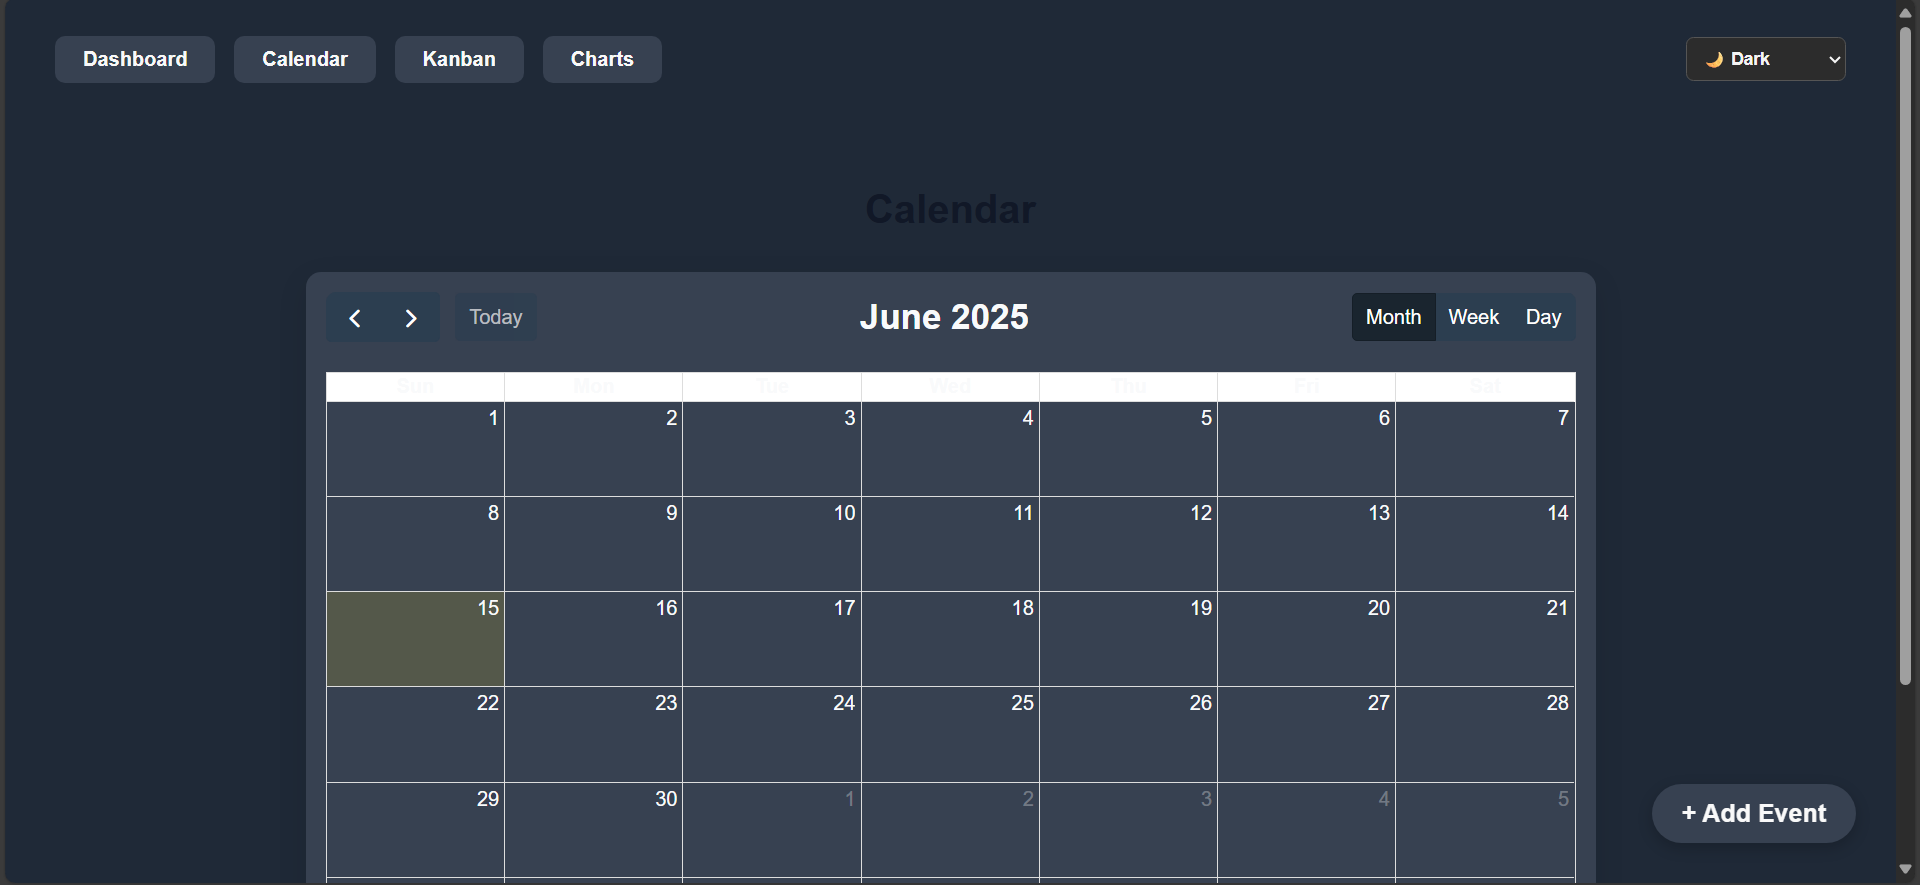 Dashboard Calendar Kanban Charts 🌙 Dark
Calendar
Today June 2025 Month Week Day
Sun Mon Tue Wed Thu Fri Sat
1 2 3 4 5 6 7
8 9 10 11 12 13 14
15 16 17 18 19 20 21
22 23 24 25 26 27 28
29 30 1 2 3 4 5
+ Add Event